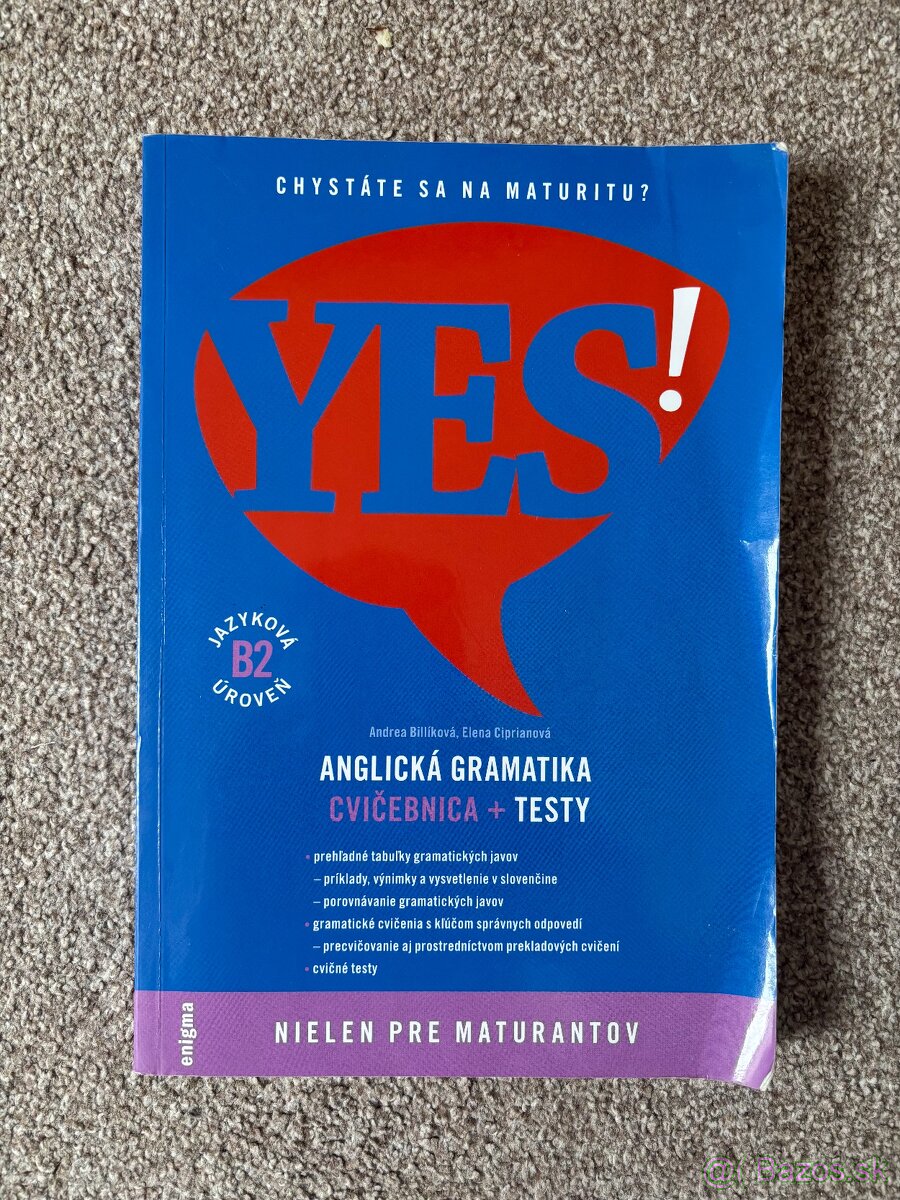 CHYSTÁTE SA NA MATURITU?
YES!
JAZYKOVÁ
B2
ÚROVEŇ
Andrea Billíková, Elena Ciprianová
ANGLICKÁ GRAMATIKA
CVIČEBNICA + TESTY
• prehľadné tabuľky gramatických javov
– príklady, výnimky a vysvetlenie v slovenčine
– porovnávanie gramatických javov
• gramatické cvičenia s kľúčom správnych odpovedí
– precvičovanie aj prostredníctvom prekladových cvičení
• cvičné testy
enigma
NIELEN PRE MATURANTOV
Bazos.sk